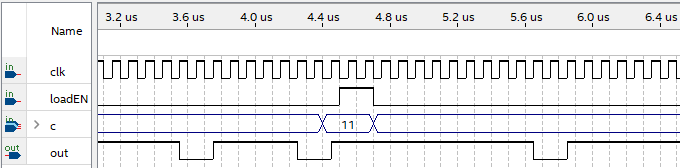 3.2 us 3.6 us 4.0 us 4.4 us 4.8 us 5.2 us 5.6 us 6.0 us 6.4 us
Name
in clk
in loadEN
in > c 11
out out